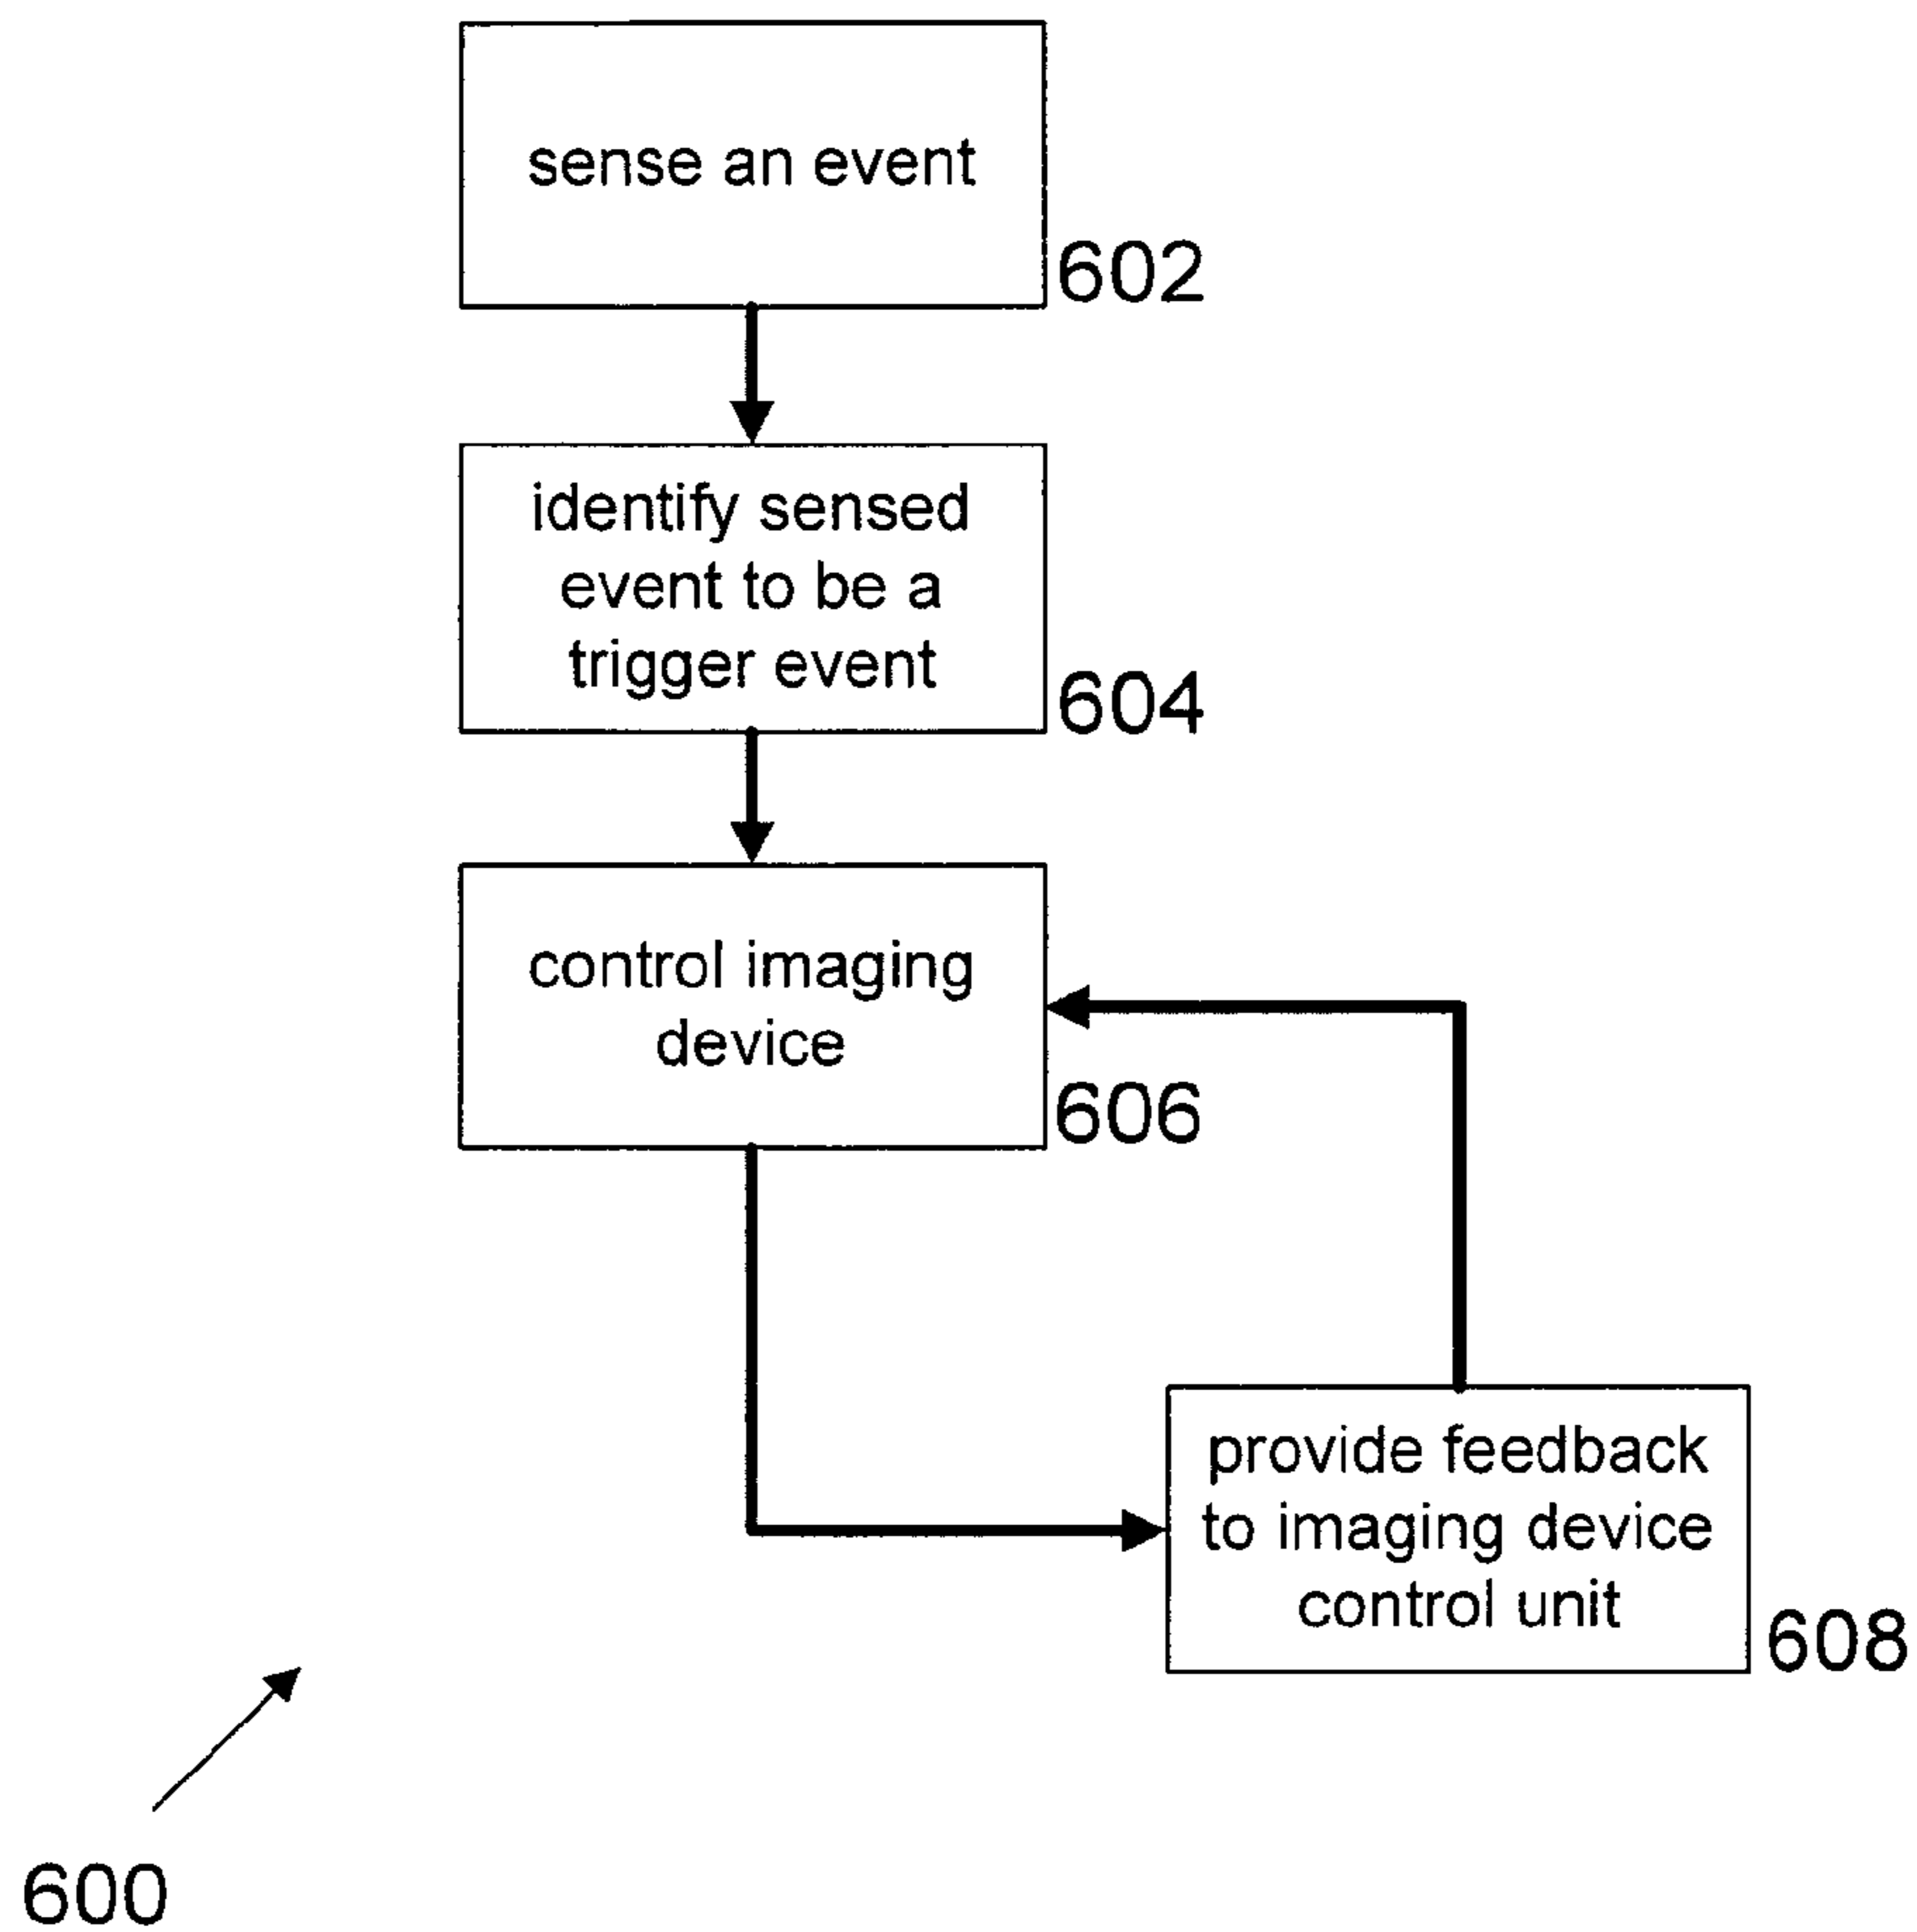 sense an event
602
identify sensed
event to be a
trigger event
604
control imaging
device
606
provide feedback
to imaging device
control unit
608
600